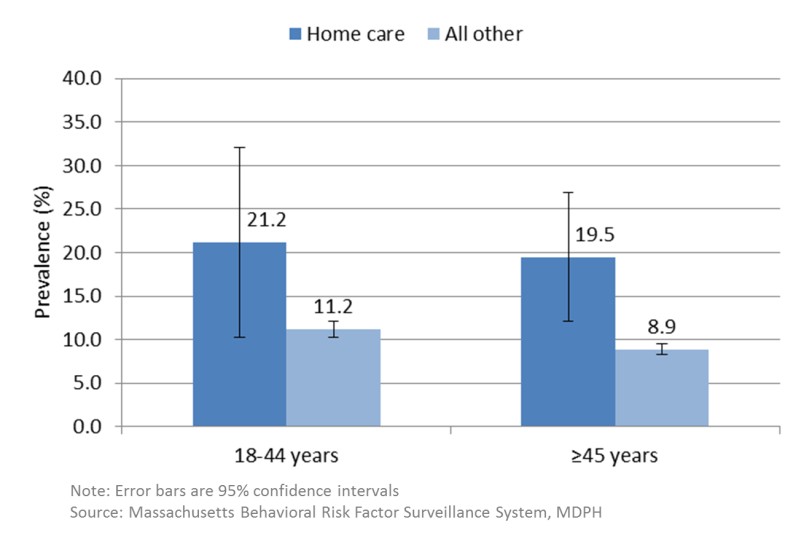 Home care All other
40.0
35.0
30.0
25.0
20.0
15.0
10.0
5.0
0.0
Prevalence (%)
21.2
11.2
19.5
8.9
18-44 years ≥45 years
Note: Error bars are 95% confidence intervals
Source: Massachusetts Behavioral Risk Factor Surveillance System, MDPH